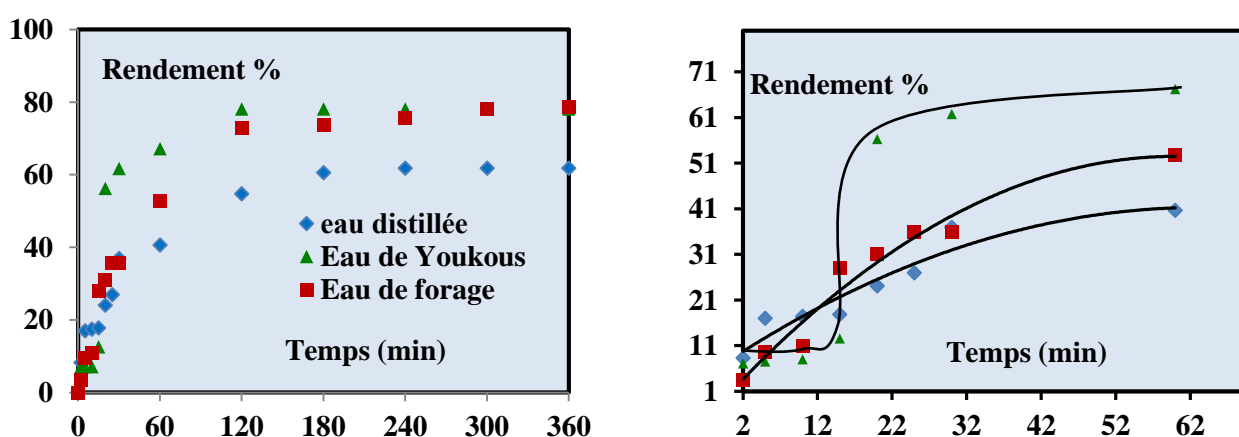 100
80
60
40
20
0
Rendement %
eau distillée
Eau de Youkous
Eau de forage
Temps (min)
0 60 120 180 240 300 360
71
61
51
41
31
21
11
1
Rendement %
Temps (min)
2 12 22 32 42 52 62